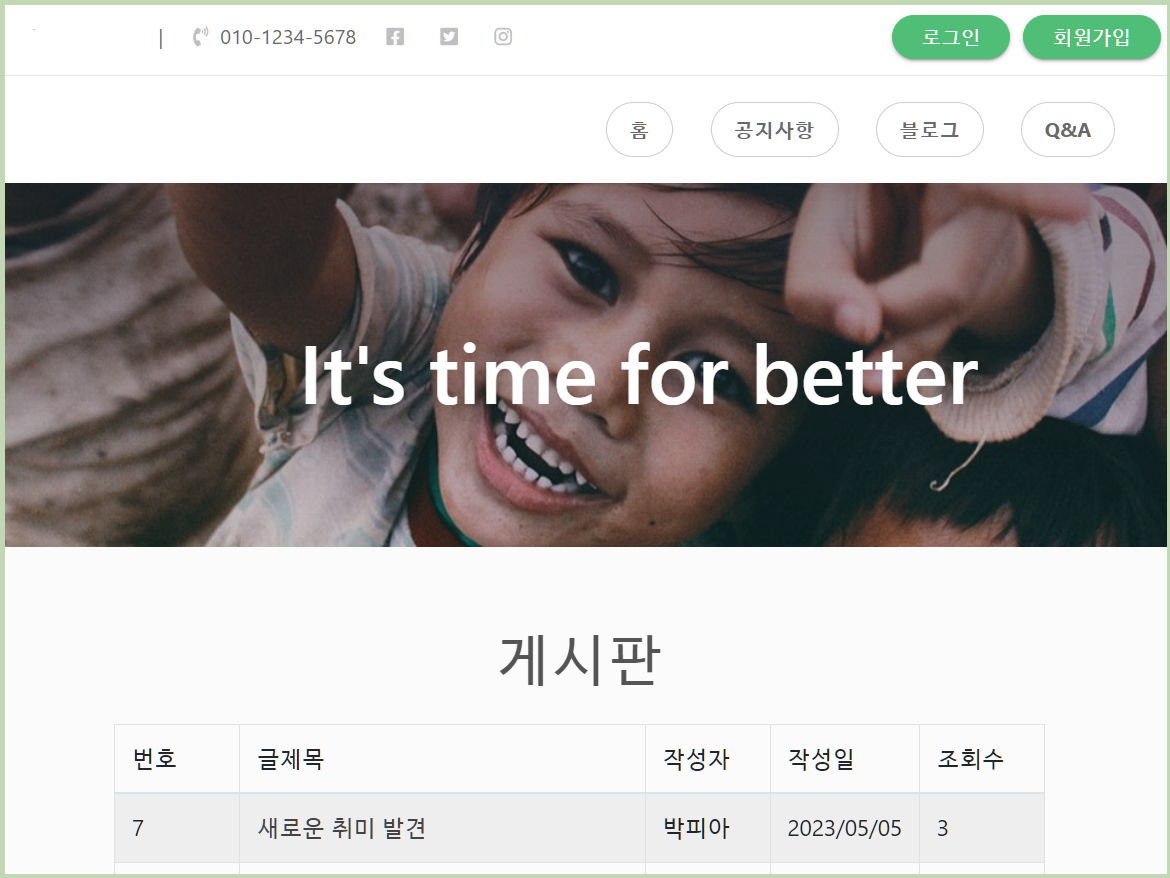 | 010-1234-5678 로그인 회원가입
홈 공지사항 블로그 Q&A
It's time for better
게시판
번호 글제목 작성자 작성일 조회수
7 새로운 취미 발견 박피아 2023/05/05 3